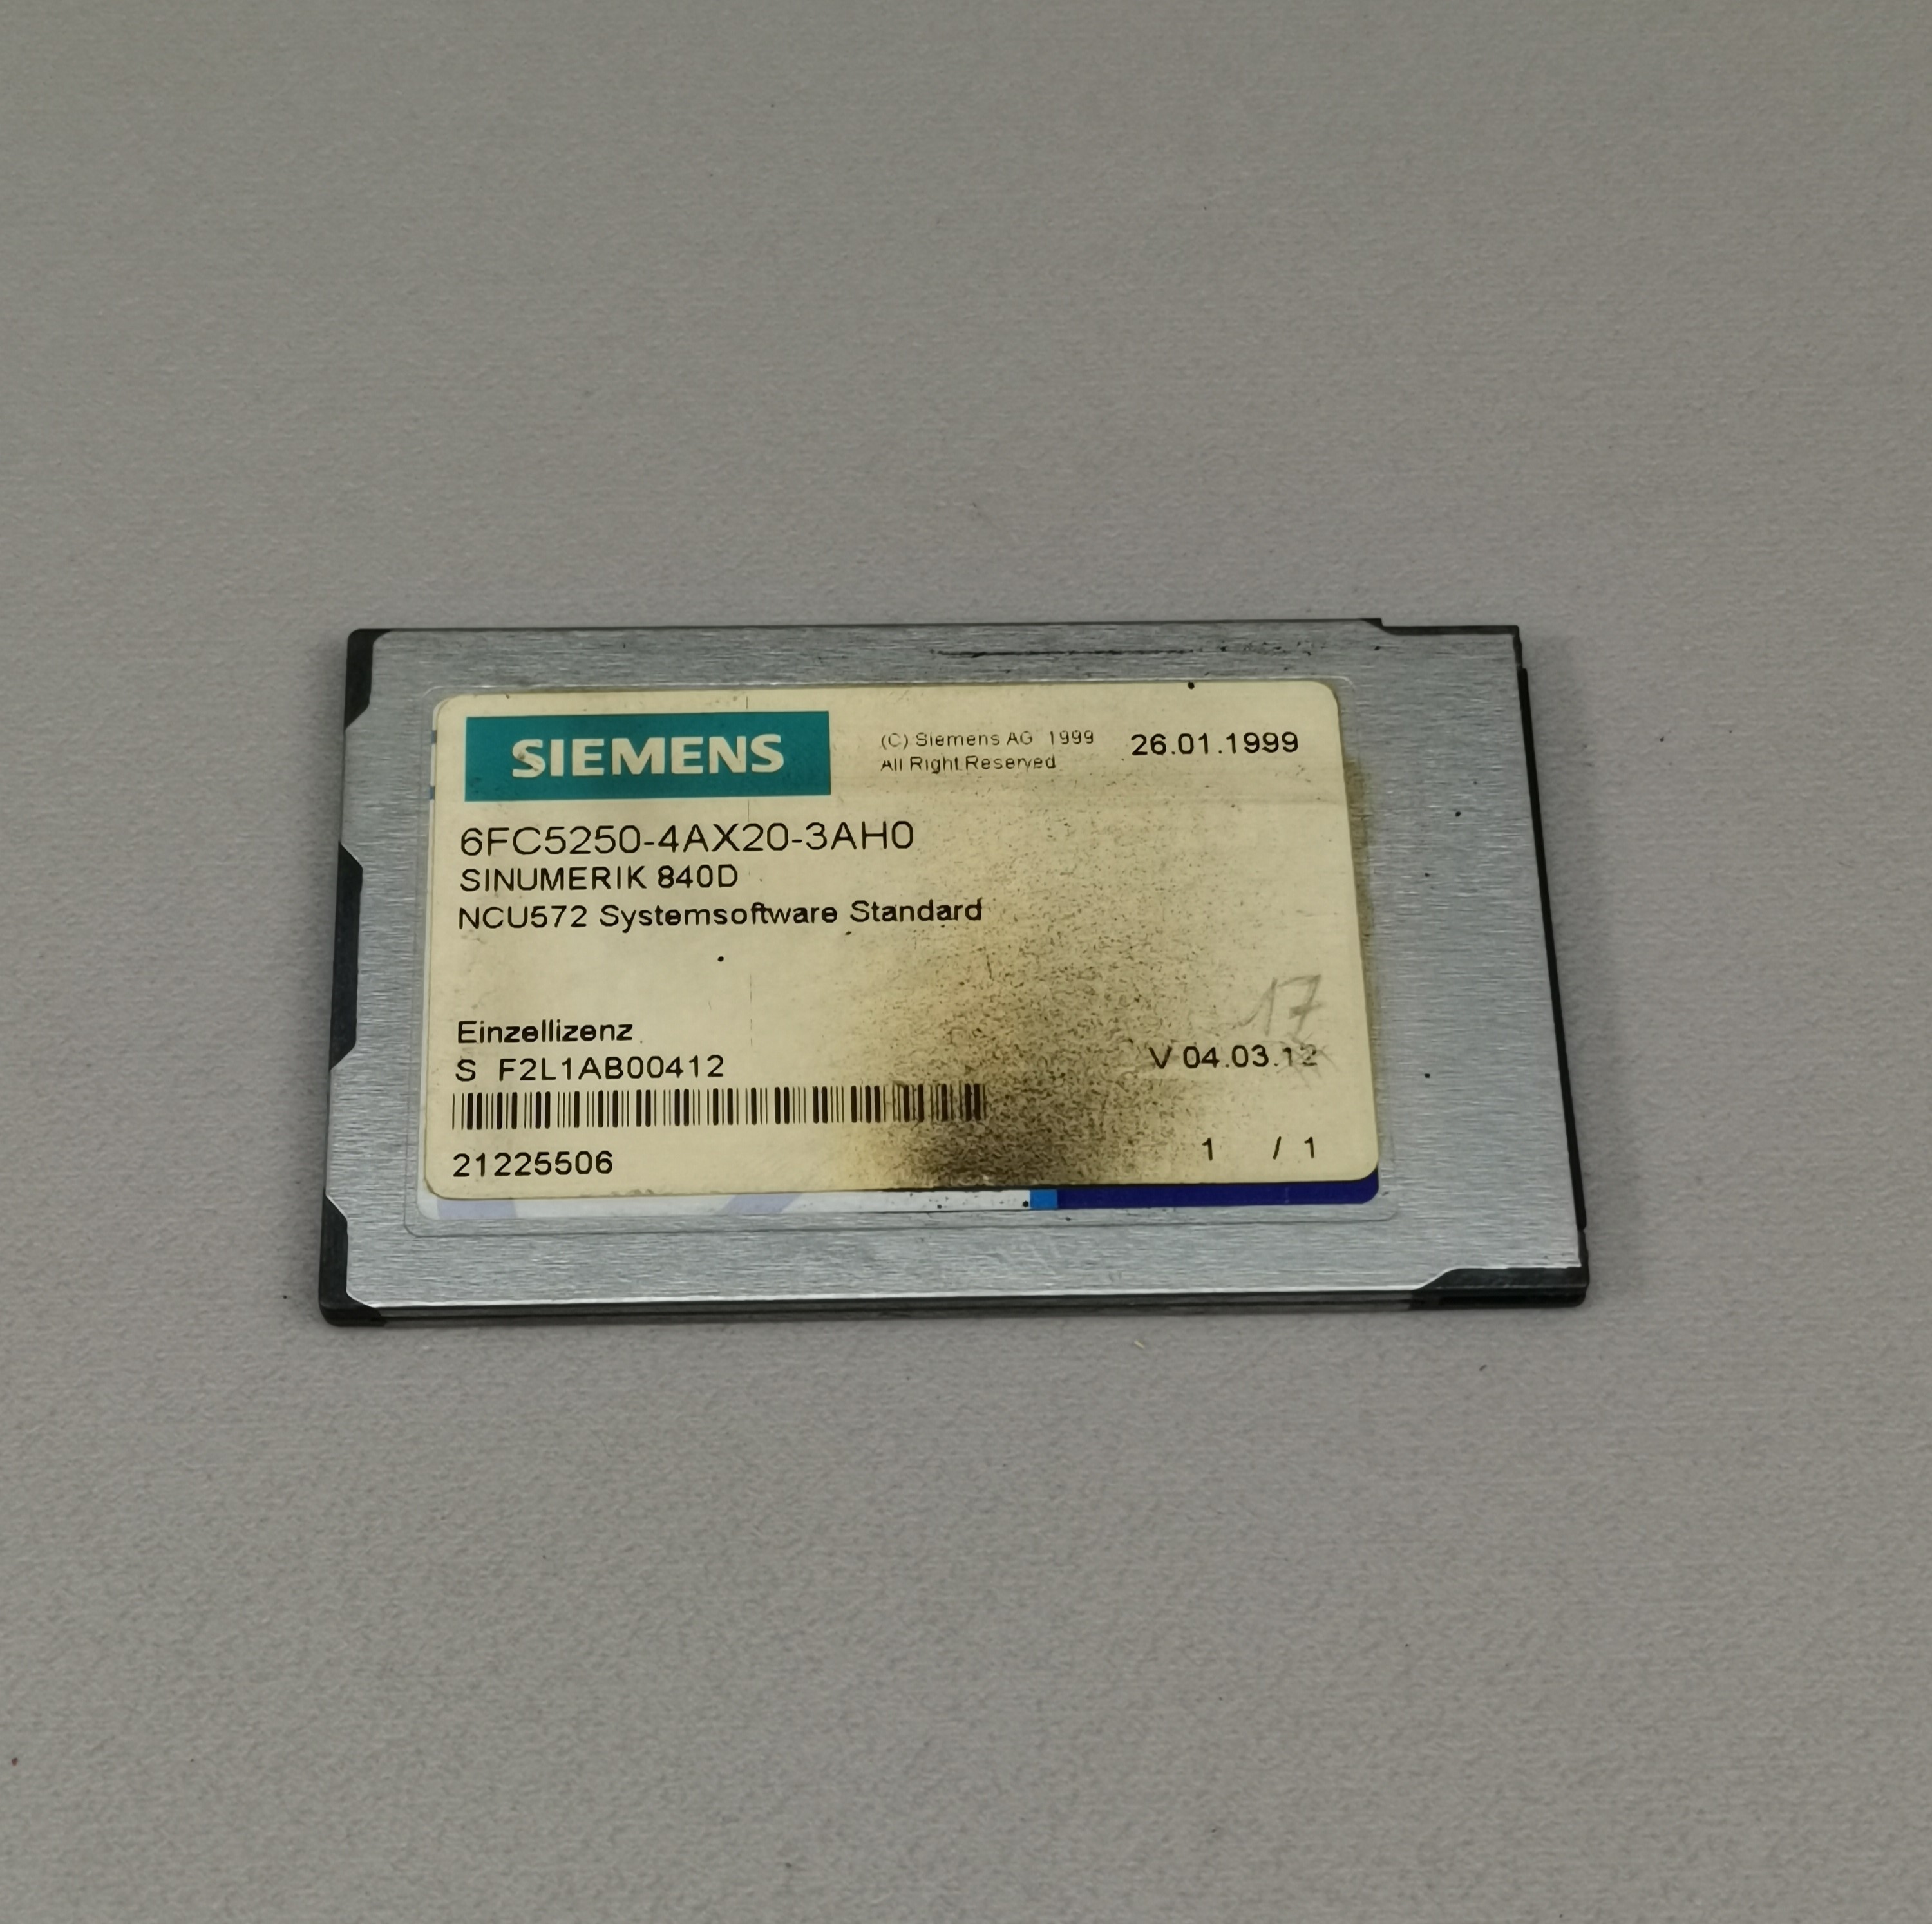 SIEMENS
(C) Siemens AG 1999
All Right Reserved
26.01.1999
6FC5250-4AX20-3AH0
SINUMERIK 840D
NCU572 Systemsoftware Standard
17
Einzellizenz
S F2L1AB00412
V 04.03.12
21225506
1 / 1